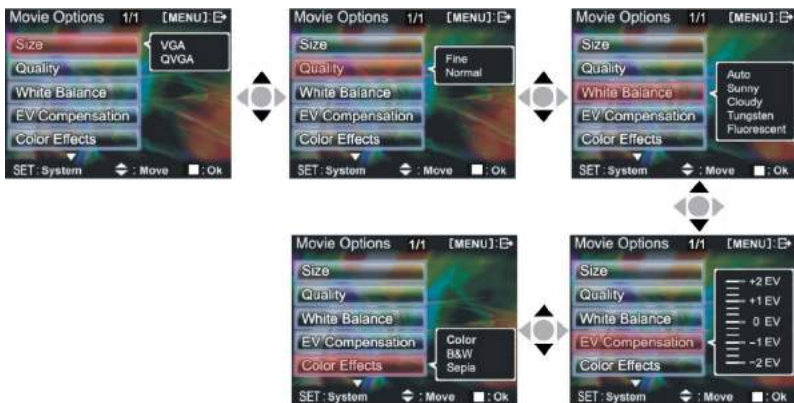 Movie Options 1/1 [MENU]:
Size
Quality
White Balance
EV Compensation
Color Effects
VGA
QVGA
SET : System : Move : Ok
Movie Options 1/1 [MENU]:
Size
Quality
White Balance
EV Compensation
Color Effects
Fine
Normal
SET : System : Move : Ok
Movie Options 1/1 [MENU]:
Size
Quality
White Balance
EV Compensation
Color Effects
Auto
Sunny
Cloudy
Tungsten
Fluorescent
SET : System : Move : Ok
Movie Options 1/1 [MENU]:
Size
Quality
White Balance
EV Compensation
Color Effects
+2 EV
+1 EV
0 EV
-1 EV
-2 EV
SET : System : Move : Ok
Movie Options 1/1 [MENU]:
Size
Quality
White Balance
EV Compensation
Color Effects
Color
B&W
Sepia
SET : System : Move : Ok